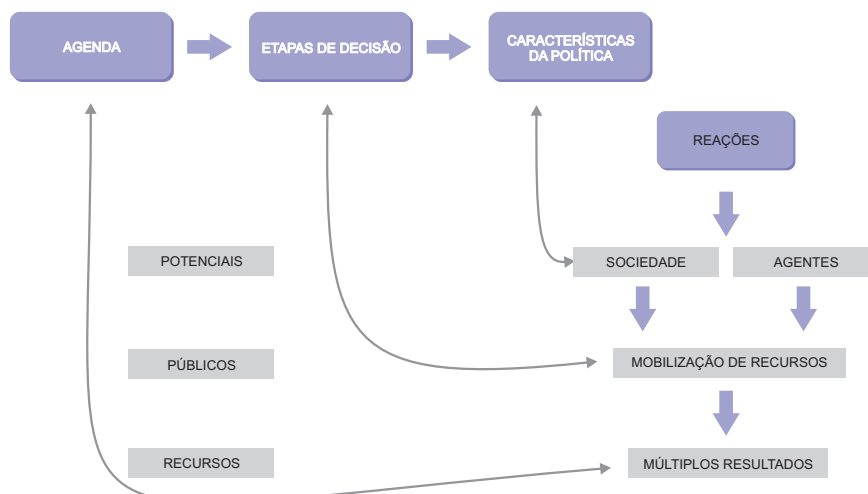 AGENDA
ETAPAS DE DECISÃO
CARACTERÍSTICAS
DA POLÍTICA
REAÇÕES
POTENCIAIS
SOCIEDADE
AGENTES
PÚBLICOS
MOBILIZAÇÃO DE RECURSOS
RECURSOS
MÚLTIPLOS RESULTADOS